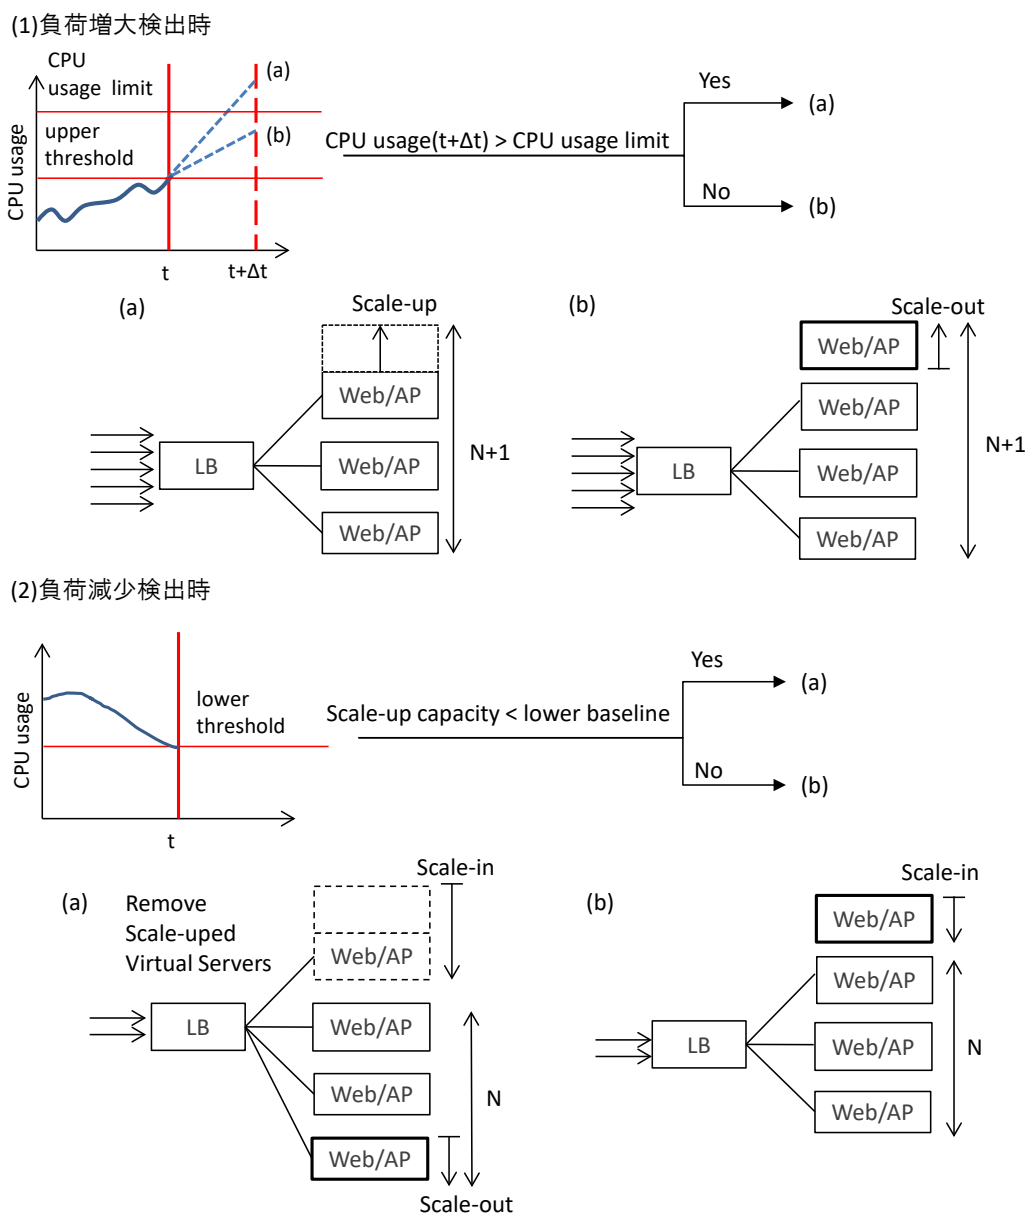 (1)負荷増大検出時
CPU
usage limit
(a)
upper
threshold
(b)
CPU usage
t
t+Δt
CPU usage(t+Δt) > CPU usage limit
Yes
(a)
No
(b)
(a)
Scale-up
Web/AP
LB
Web/AP
Web/AP
N+1
(b)
Scale-out
Web/AP
Web/AP
LB
Web/AP
Web/AP
N+1
(2)負荷減少検出時
CPU usage
lower
threshold
t
Scale-up capacity < lower baseline
Yes
(a)
No
(b)
(a)
Remove
Scale-uped
Virtual Servers
Scale-in
Web/AP
LB
Web/AP
Web/AP
N
Web/AP
Scale-out
(b)
Scale-in
Web/AP
Web/AP
LB
Web/AP
Web/AP
N